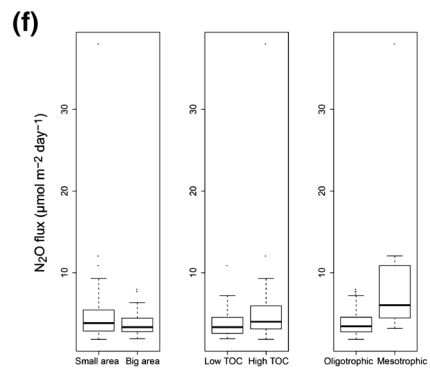 (f)
N2O flux (μmol m−2 day−1)
10
20
30
Small area
Big area
10
20
30
Low TOC
High TOC
10
20
30
Oligotrophic
Mesotrophic